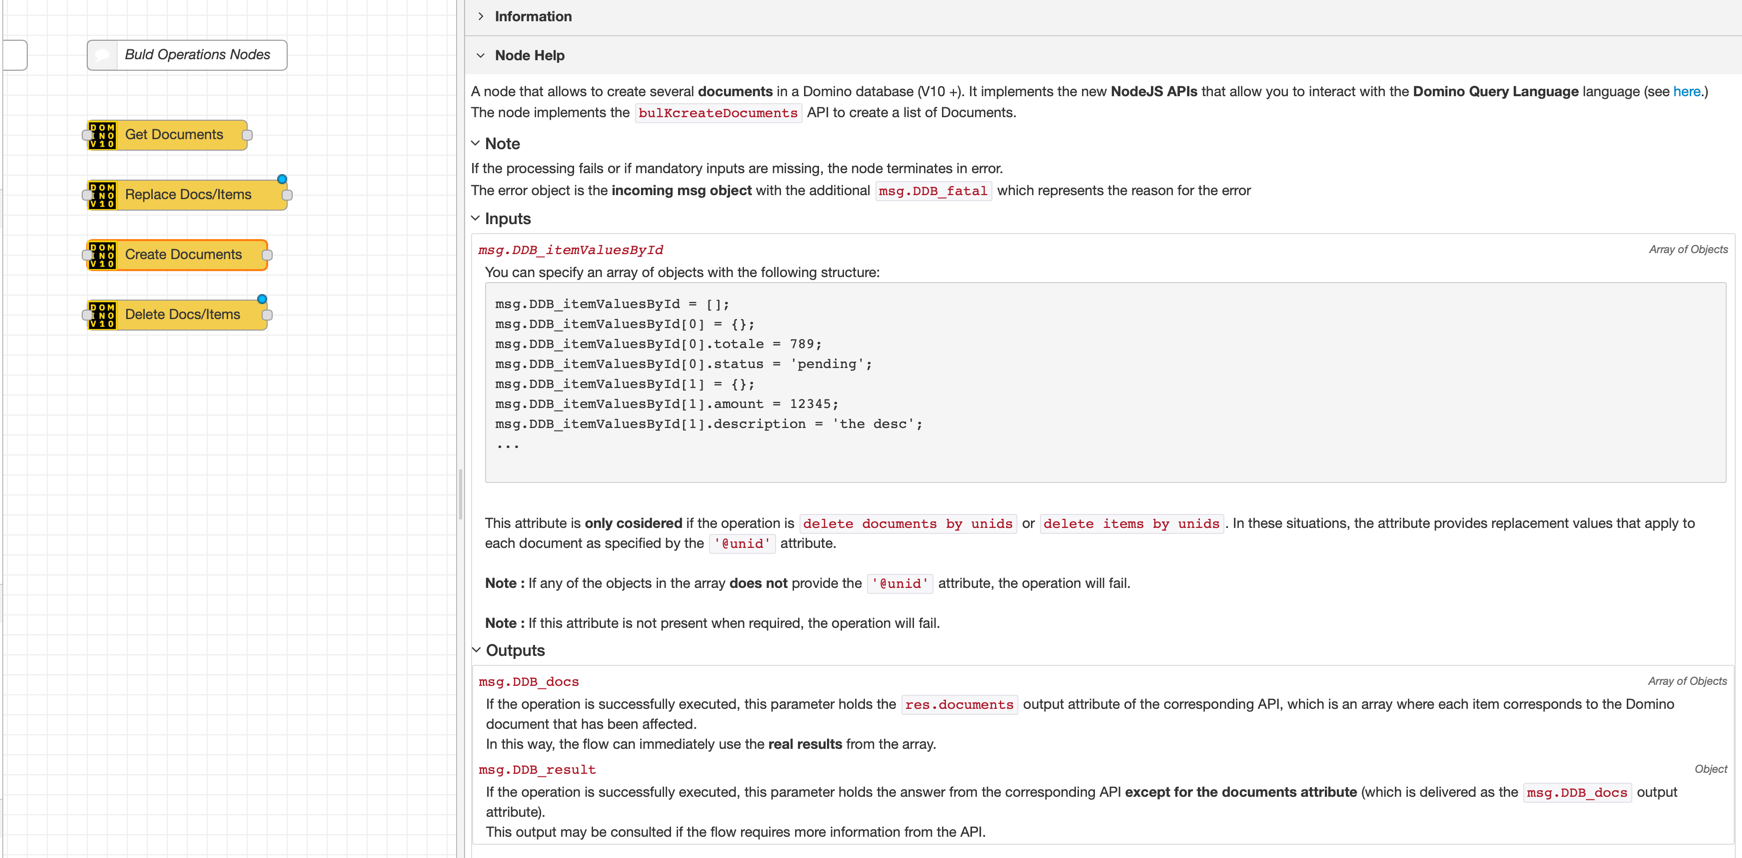 Buld Operations Nodes
DOM
INO
V10
Get Documents
DOM
INO
V10
Replace Docs/Items
DOM
INO
V10
Create Documents
DOM
INO
V10
Delete Docs/Items
Information
Node Help
A node that allows to create several documents in a Domino database (V10 +). It implements the new NodeJS APIs that allow you to interact with the Domino Query Language language (see here.)
The node implements the bulKcreateDocuments API to create a list of Documents.
Note
If the processing fails or if mandatory inputs are missing, the node terminates in error.
The error object is the incoming msg object with the additional msg.DDB_fatal which represents the reason for the error
Inputs
msg.DDB_itemValuesById Array of Objects
You can specify an array of objects with the following structure:
msg.DDB_itemValuesById = [];
msg.DDB_itemValuesById[0] = {};
msg.DDB_itemValuesById[0].totale = 789;
msg.DDB_itemValuesById[0].status = 'pending';
msg.DDB_itemValuesById[1] = {};
msg.DDB_itemValuesById[1].amount = 12345;
msg.DDB_itemValuesById[1].description = 'the desc';
...
This attribute is only cosidered if the operation is delete documents by unids or delete items by unids. In these situations, the attribute provides replacement values that apply to
each document as specified by the '@unid' attribute.
Note : If any of the objects in the array does not provide the '@unid' attribute, the operation will fail.
Note : If this attribute is not present when required, the operation will fail.
Outputs
msg.DDB_docs Array of Objects
If the operation is successfully executed, this parameter holds the res.documents output attribute of the corresponding API, which is an array where each item corresponds to the Domino
document that has been affected.
In this way, the flow can immediately use the real results from the array.
msg.DDB_result Object
If the operation is successfully executed, this parameter holds the answer from the corresponding API except for the documents attribute (which is delivered as the msg.DDB_docs output
attribute).
This output may be consulted if the flow requires more information from the API.